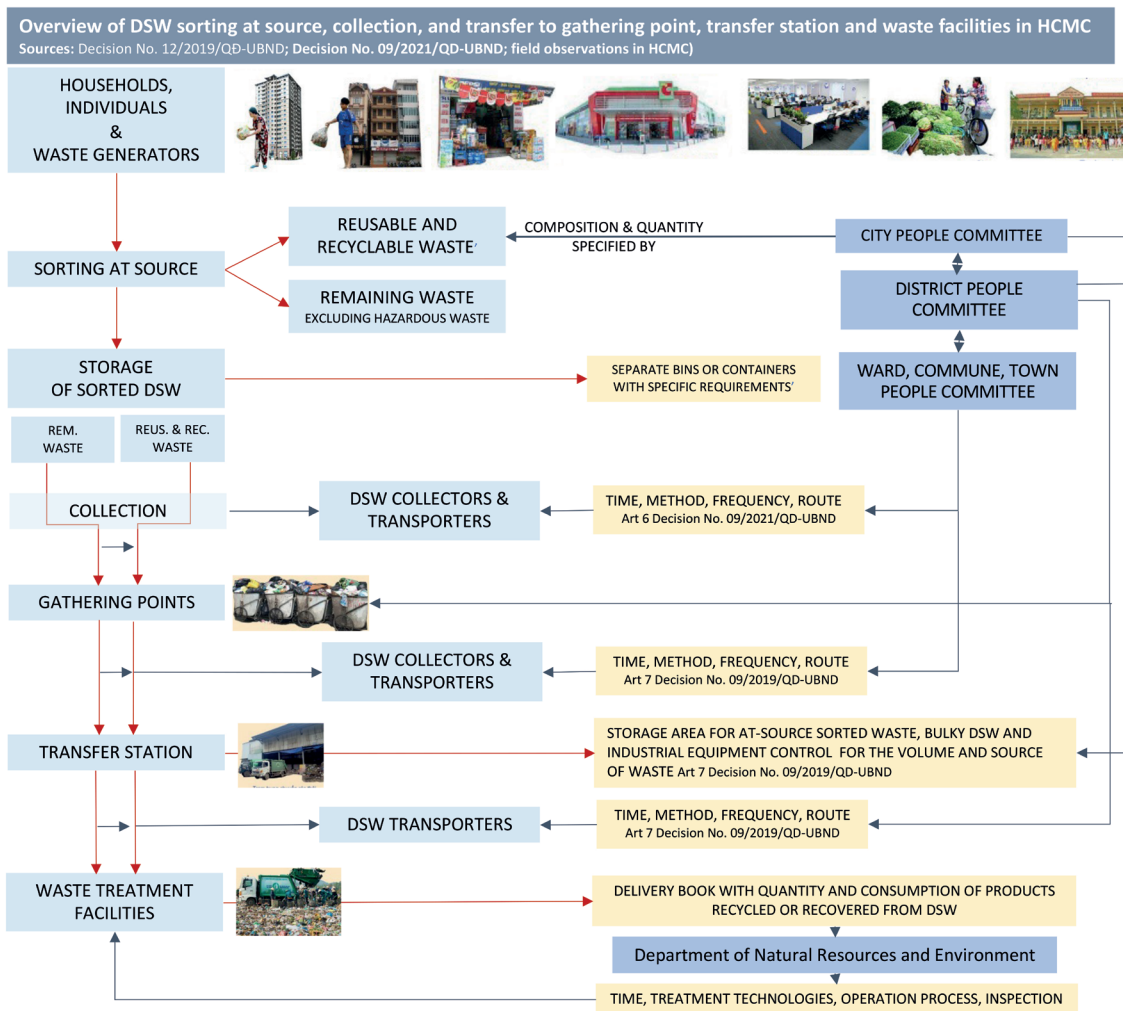 Overview of DSW sorting at source, collection, and transfer to gathering point, transfer station and waste facilities in HCMC
Sources: Decision No. 12/2019/QĐ-UBND; Decision No. 09/2021/QD-UBND; field observations in HCMC)
HOUSEHOLDS,
INDIVIDUALS
&
WASTE GENERATORS
REUSABLE AND
RECYCLABLE WASTE
COMPOSITION & QUANTITY
SPECIFIED BY
CITY PEOPLE COMMITTEE
SORTING AT SOURCE
REMAINING WASTE
EXCLUDING HAZARDOUS WASTE
DISTRICT PEOPLE
COMMITTEE
STORAGE
OF SORTED DSW
SEPARATE BINS OR CONTAINERS
WITH SPECIFIC REQUIREMENTS
WARD, COMMUNE, TOWN
PEOPLE COMMITTEE
REM.
WASTE
REUS. & REC.
WASTE
COLLECTION
DSW COLLECTORS &
TRANSPORTERS
TIME, METHOD, FREQUENCY, ROUTE
Art 6 Decision No. 09/2021/QD-UBND
GATHERING POINTS
DSW COLLECTORS &
TRANSPORTERS
TIME, METHOD, FREQUENCY, ROUTE
Art 7 Decision No. 09/2019/QD-UBND
TRANSFER STATION
STORAGE AREA FOR AT-SOURCE SORTED WASTE, BULKY DSW AND
INDUSTRIAL EQUIPMENT CONTROL FOR THE VOLUME AND SOURCE
OF WASTE Art 7 Decision No. 09/2019/QD-UBND
DSW TRANSPORTERS
TIME, METHOD, FREQUENCY, ROUTE
Art 7 Decision No. 09/2019/QD-UBND
WASTE TREATMENT
FACILITIES
DELIVERY BOOK WITH QUANTITY AND CONSUMPTION OF PRODUCTS
RECYCLED OR RECOVERED FROM DSW
Department of Natural Resources and Environment
TIME, TREATMENT TECHNOLOGIES, OPERATION PROCESS, INSPECTION